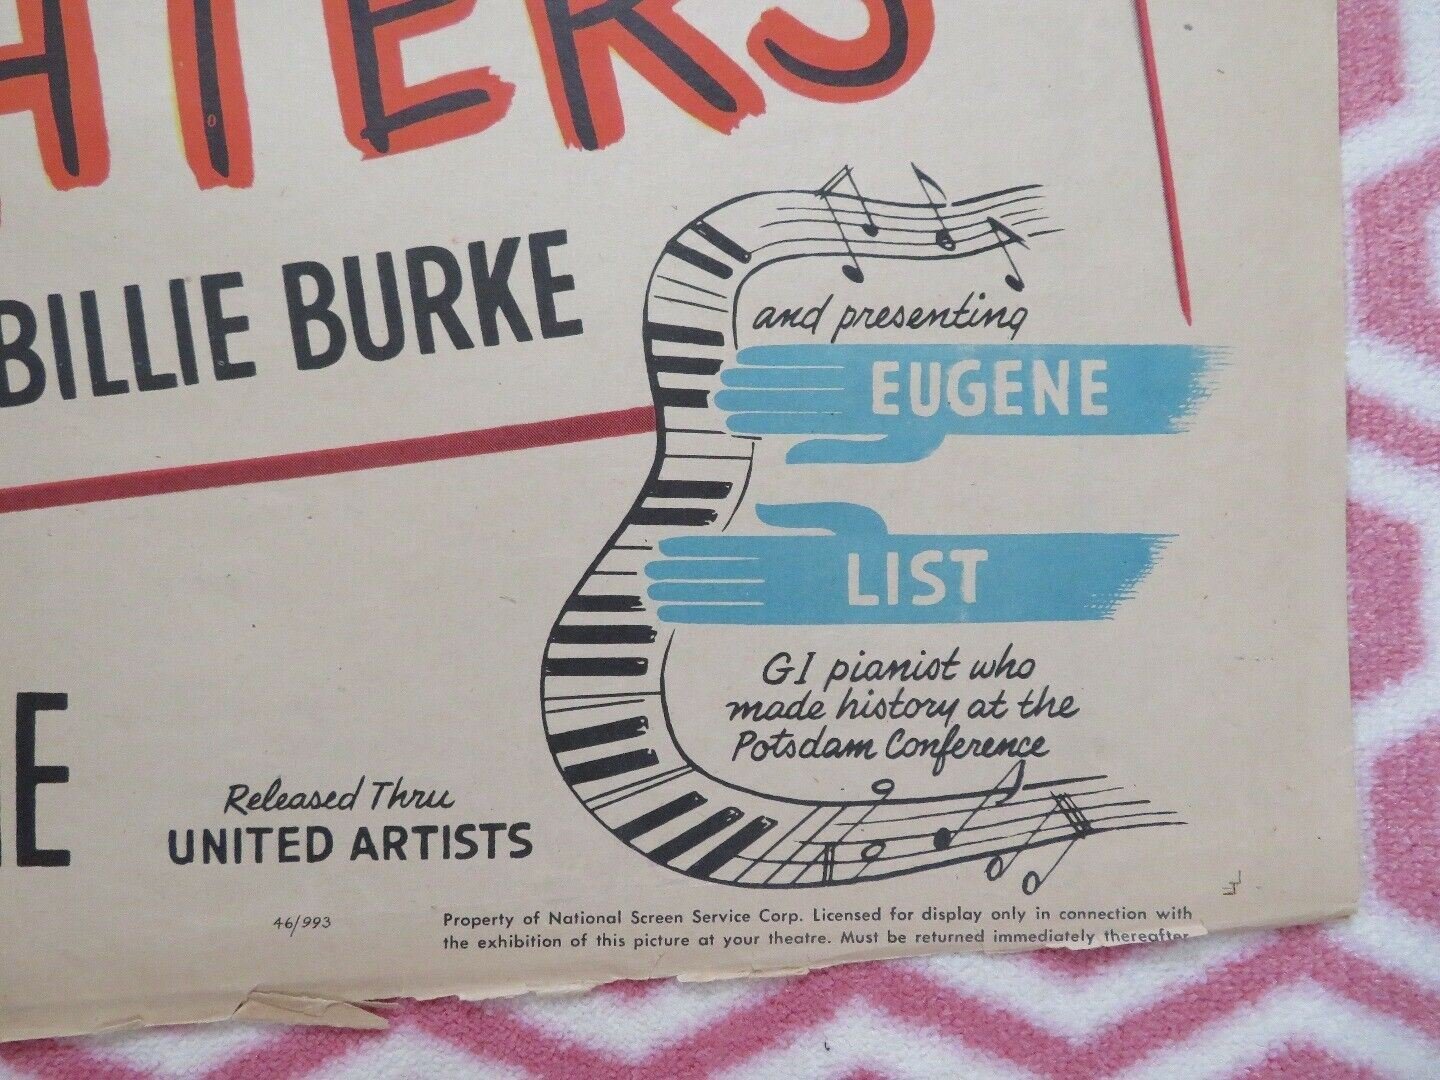 HTERS
BILLIE BURKE
and presenting
EUGENE
LIST
GI pianist who
made history at the
Potsdam Conference
Released Thru
UNITED ARTISTS
46/993
Property of National Screen Service Corp. Licensed for display only in connection with
the exhibition of this picture at your theatre. Must be returned immediately thereafter.